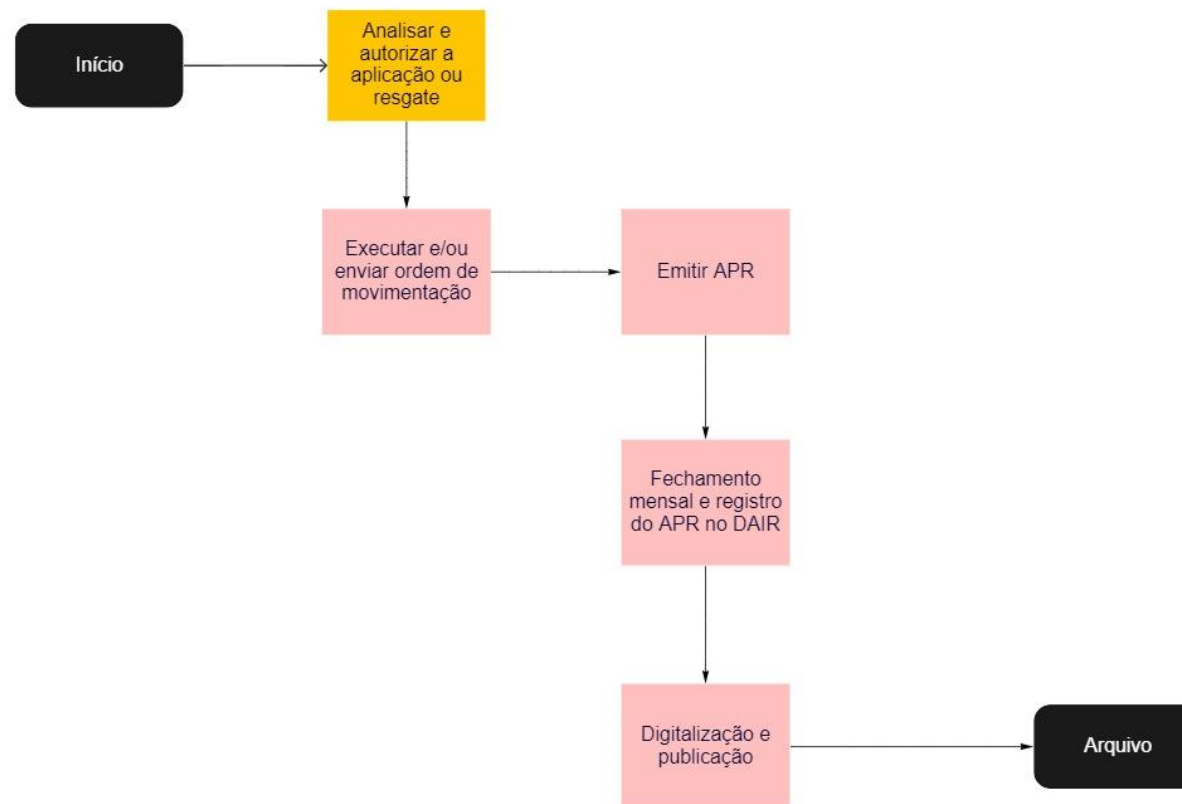 Início
Analisar e
autorizar a
aplicação ou
resgate
Executar e/ou
enviar ordem de
movimentação
Emitir APR
Fechamento
mensal e registro
do APR no DAIR
Digitalização e
publicação
Arquivo